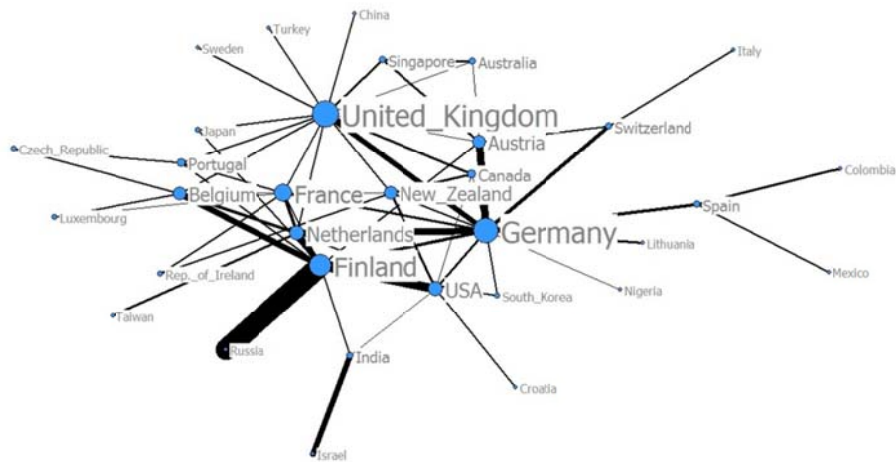 China
Turkey
Sweden
Italy
Singapore
Australia
United_Kingdom
Japan
Switzerland
Austria
Czech_Republic
Portugal
Canada
Colombia
Belgium
France
New_Zealand
Spain
Luxembourg
Netherlands
Germany
Lithuania
Finland
Rep._of_Ireland
Mexico
USA
South_Korea
Nigeria
Taiwan
Russia
India
Croatia
Israel